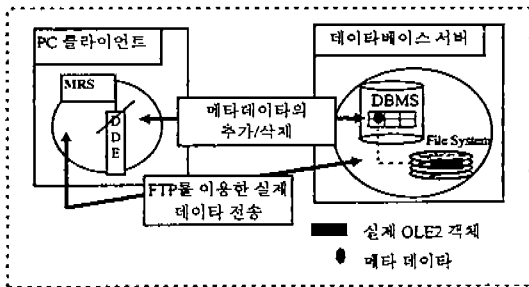 PC 클라이언트
MRS
D
D
E
메타데이타의
추가/삭제
FTP를 이용한 실제
데이타 전송
데이타베이스 서버
DBMS
File System
실제 OLE2 객체
메타 데이타